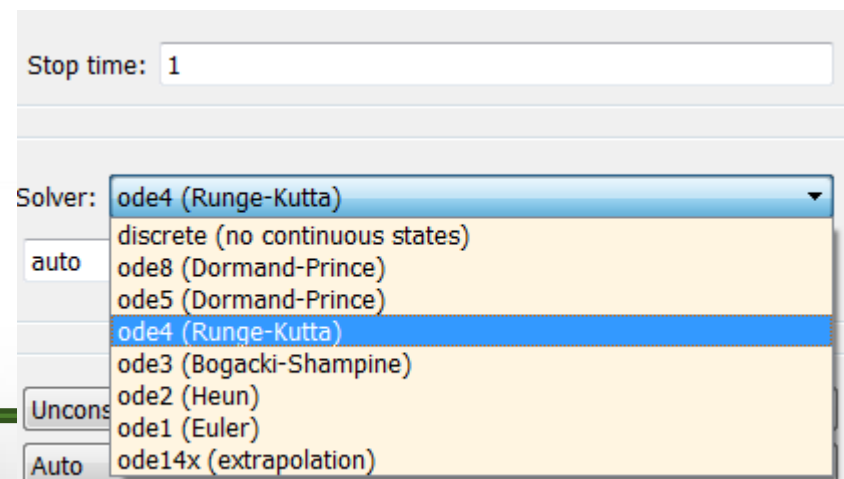 Stop time: 1
Solver: ode4 (Runge-Kutta)
discrete (no continuous states)
auto
ode8 (Dormand-Prince)
ode5 (Dormand-Prince)
ode4 (Runge-Kutta)
ode3 (Bogacki-Shampine)
ode2 (Heun)
Uncons
ode1 (Euler)
Auto
ode14x (extrapolation)